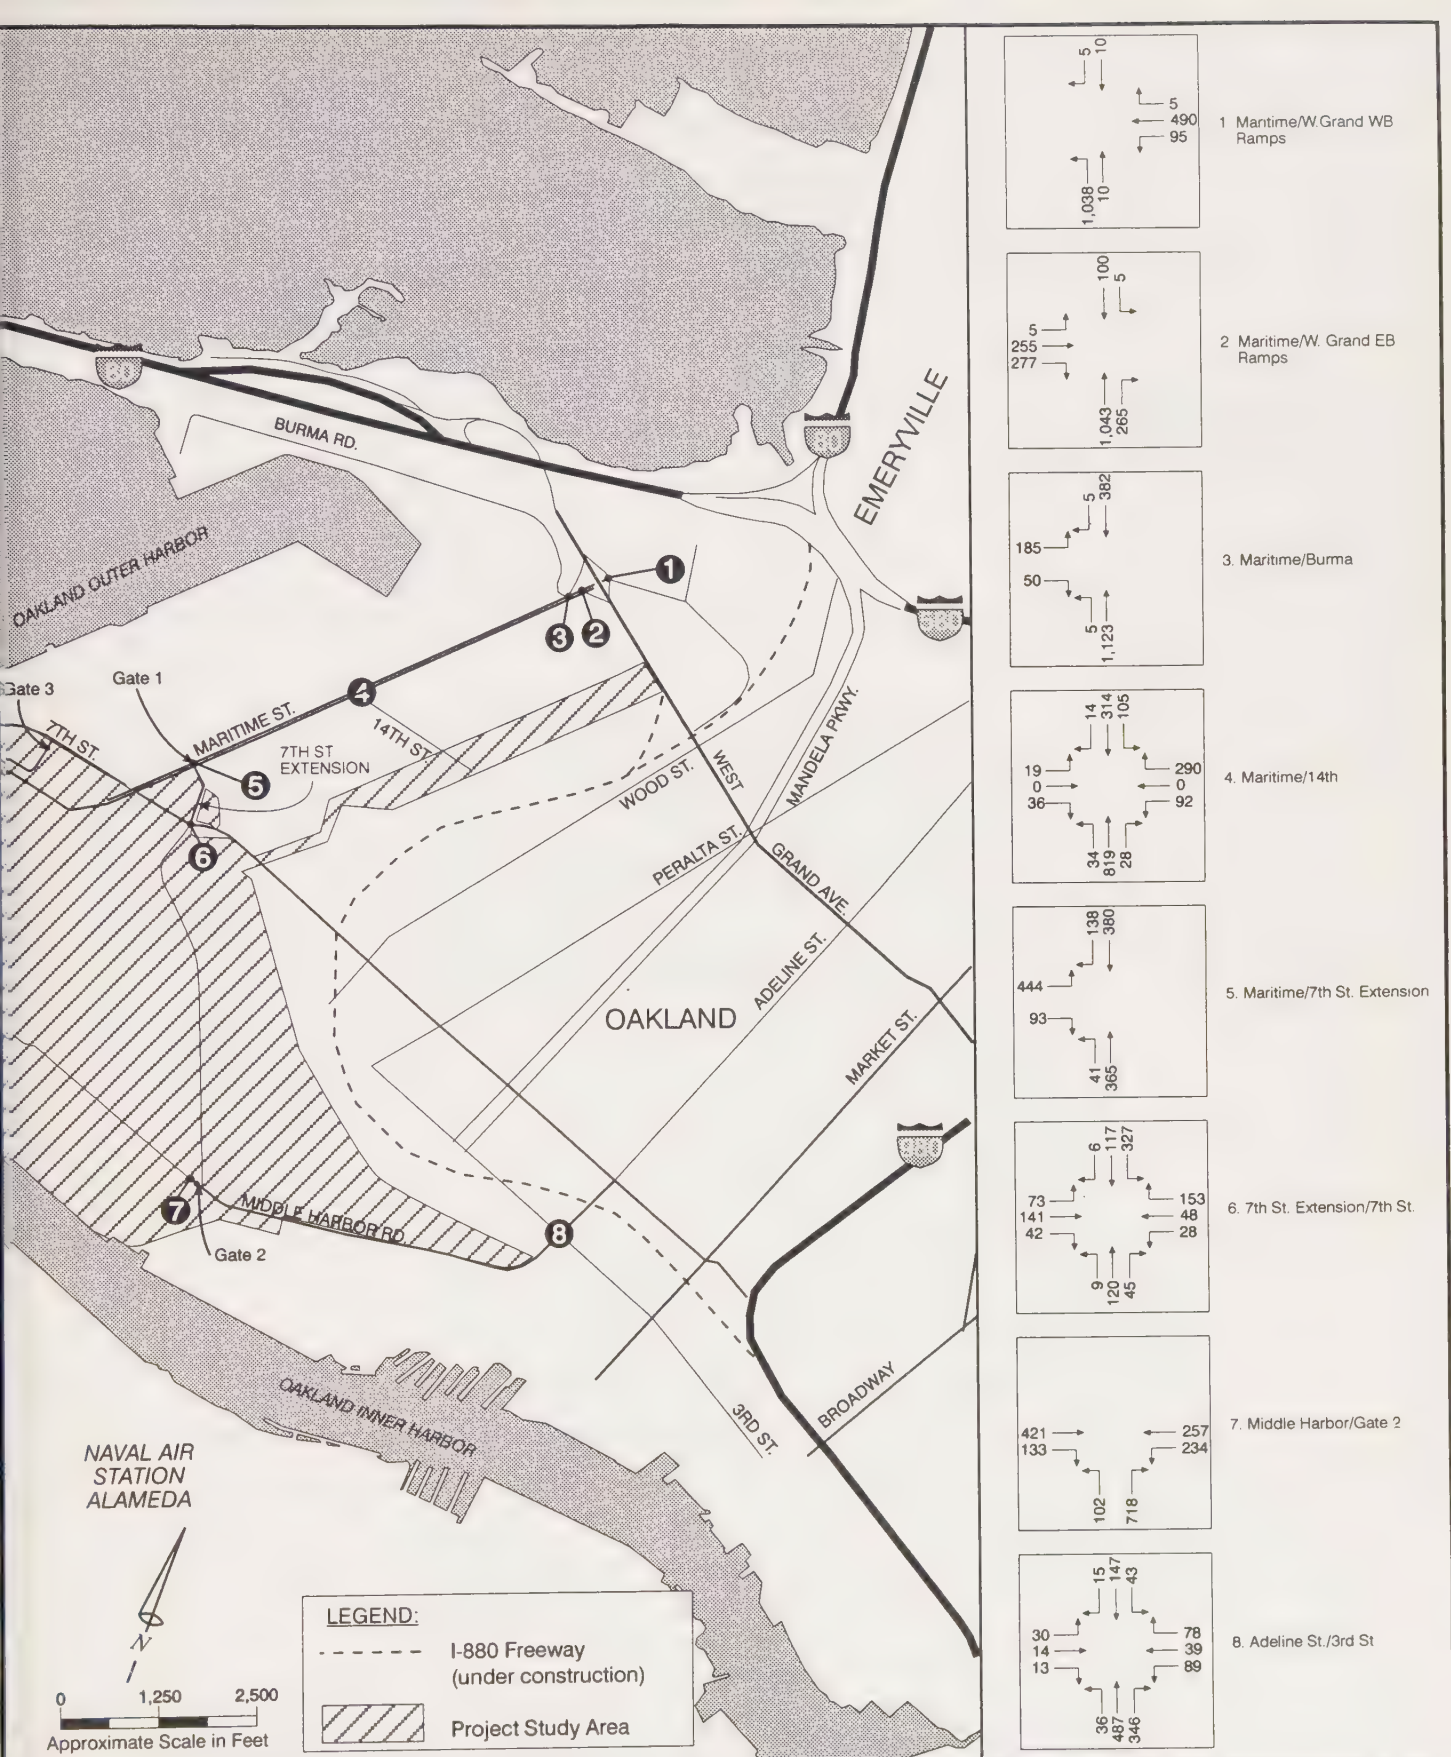 EMERYVILLE
BURMA RD.
OAKLAND OUTER HARBOR
1
3
2
Gate 3
Gate 1
4
7TH ST.
MARITIME ST.
14TH ST.
7TH ST
EXTENSION
5
6
WOOD ST.
WEST
MANDELA PKWY.
PERALTA ST.
GRAND AVE.
ADELINE ST.
OAKLAND
MARKET ST.
7
MIDDLE HARBOR RD.
Gate 2
8
OAKLAND INNER HARBOR
3RD ST.
BROADWAY
NAVAL AIR
STATION
ALAMEDA
N
0 1,250 2,500
Approximate Scale in Feet
LEGEND:
I-880 Freeway
(under construction)
Project Study Area
5 10
5
490
95
1,038 10
1 Maritime/W.Grand WB
Ramps
100 5
5
255
277
1,043 265
2 Maritime/W. Grand EB
Ramps
5 382
185
50
5 1,123
3. Maritime/Burma
14 314 105
19 290
0 0
36 92
34 819 28
4. Maritime/14th
138 380
444
93
41 365
5. Maritime/7th St. Extension
6 117 327
73 153
141 48
42 28
9 120 45
6. 7th St. Extension/7th St.
421 257
133 234
102 718
7. Middle Harbor/Gate 2
15 147 43
30 78
14 39
13 89
36 487 346
8. Adeline St./3rd St